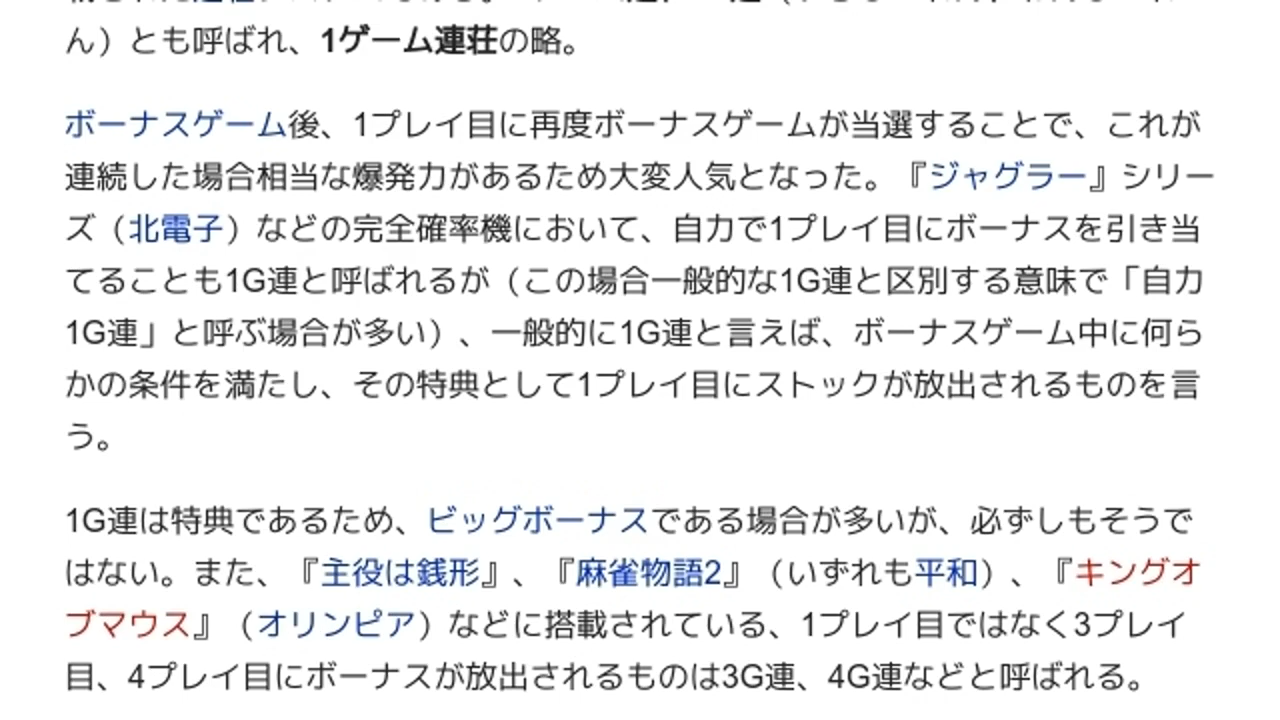 ん）とも呼ばれ、1ゲーム連荘の略。
ボーナスゲーム後、1プレイ目に再度ボーナスゲームが当選することで、これが
連続した場合相当な爆発力があるため大変人気となった。『ジャグラー』シリー
ズ（北電子）などの完全確率機において、自力で1プレイ目にボーナスを引き当
てることも1G連と呼ばれるが（この場合一般的な1G連と区別する意味で「自力
1G連」と呼ぶ場合が多い）、一般的に1G連と言えば、ボーナスゲーム中に何ら
かの条件を満たし、その特典として1プレイ目にストックが放出されるものを言
う。
1G連は特典であるため、ビッグボーナスである場合が多いが、必ずしもそうで
はない。また、『主役は銭形』、『麻雀物語2』（いずれも平和）、『キングオ
ブマウス』（オリンピア）などに搭載されている、1プレイ目ではなく3プレイ
目、4プレイ目にボーナスが放出されるものは3G連、4G連などと呼ばれる。